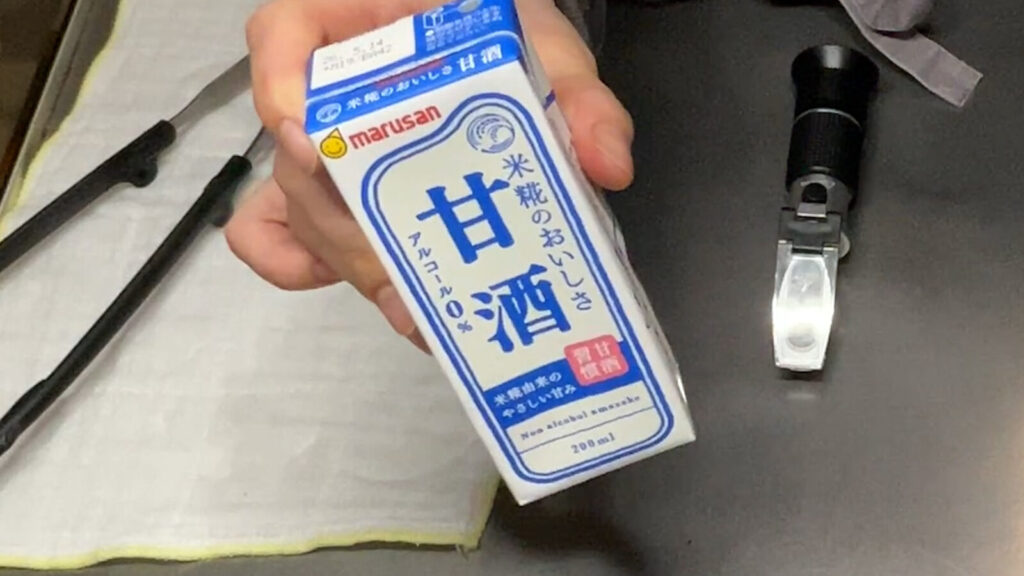 米糀のおいしさ 甘酒
marusan
米糀のおいしさ
甘酒
アルコール0%
甘酒
習慣
米糀由来の
やさしい甘み
Non alcohol amazake
200ml